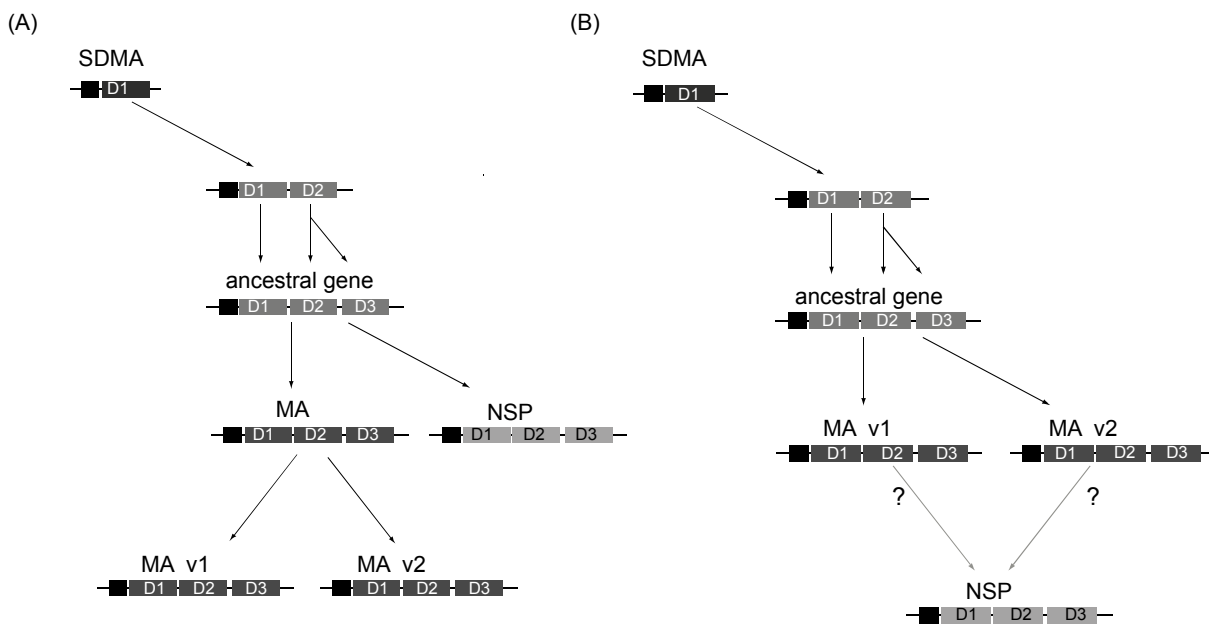 (A)
SDMA
D1
D1 D2
ancestral gene
D1 D2 D3
MA
D1 D2 D3
NSP
D1 D2 D3
MA v1
D1 D2 D3
MA v2
D1 D2 D3
(B)
SDMA
D1
D1 D2
ancestral gene
D1 D2 D3
MA v1
D1 D2 D3
MA v2
D1 D2 D3
? ?
NSP
D1 D2 D3